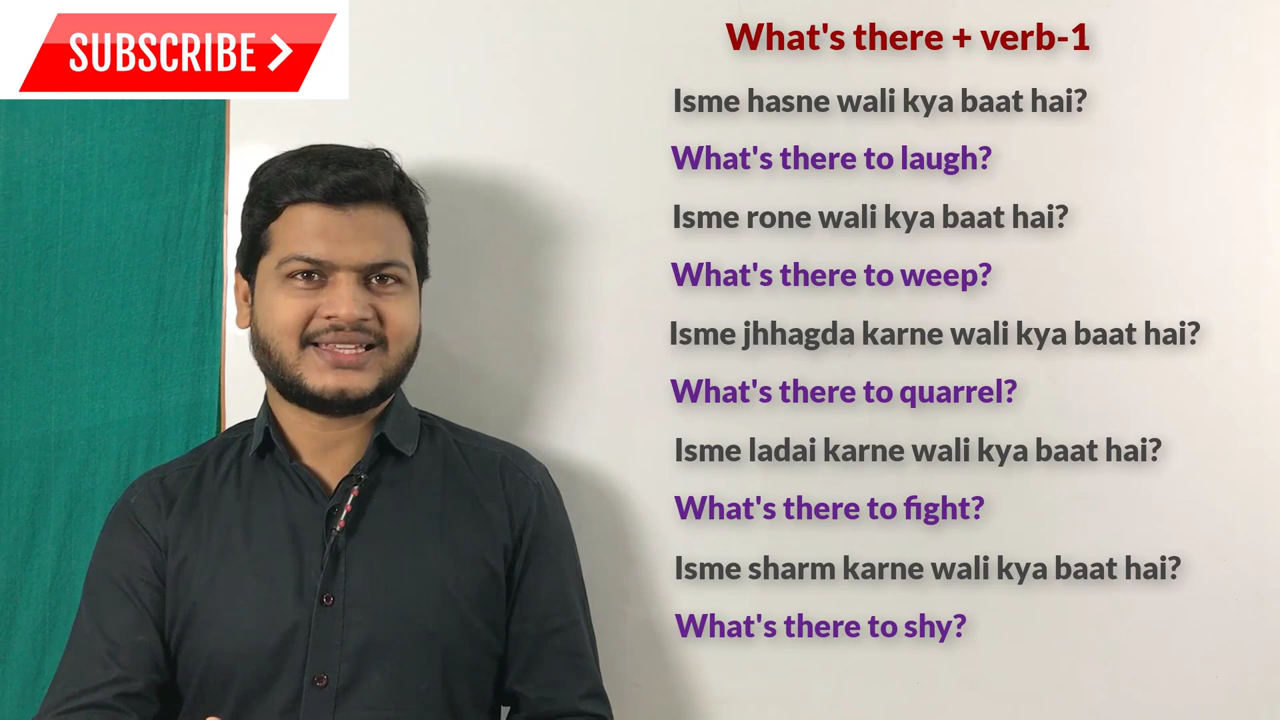 SUBSCRIBE
What's there + verb-1
Isme hasne wali kya baat hai?
What's there to laugh?
Isme rone wali kya baat hai?
What's there to weep?
Isme jhhagda karne wali kya baat hai?
What's there to quarrel?
Isme ladai karne wali kya baat hai?
What's there to fight?
Isme sharm karne wali kya baat hai?
What's there to shy?